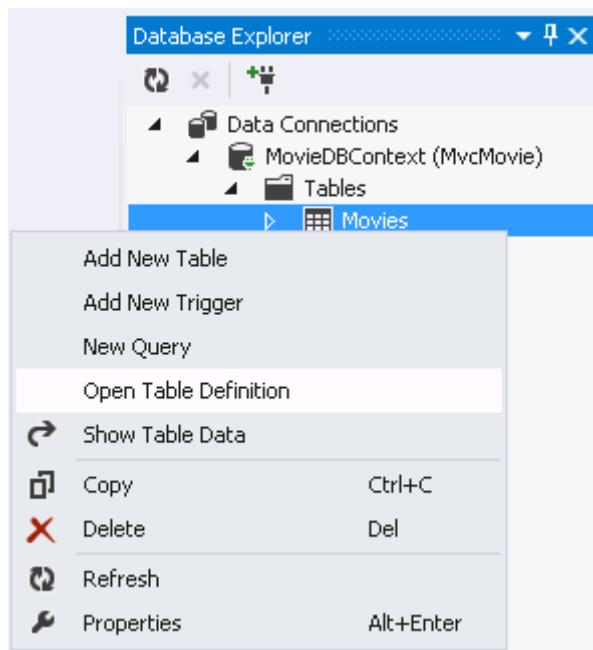 Database Explorer
Data Connections
MovieDBContext (MvcMovie)
Tables
Movies
Add New Table
Add New Trigger
New Query
Open Table Definition
Show Table Data
Copy Ctrl+C
Delete Del
Refresh
Properties Alt+Enter